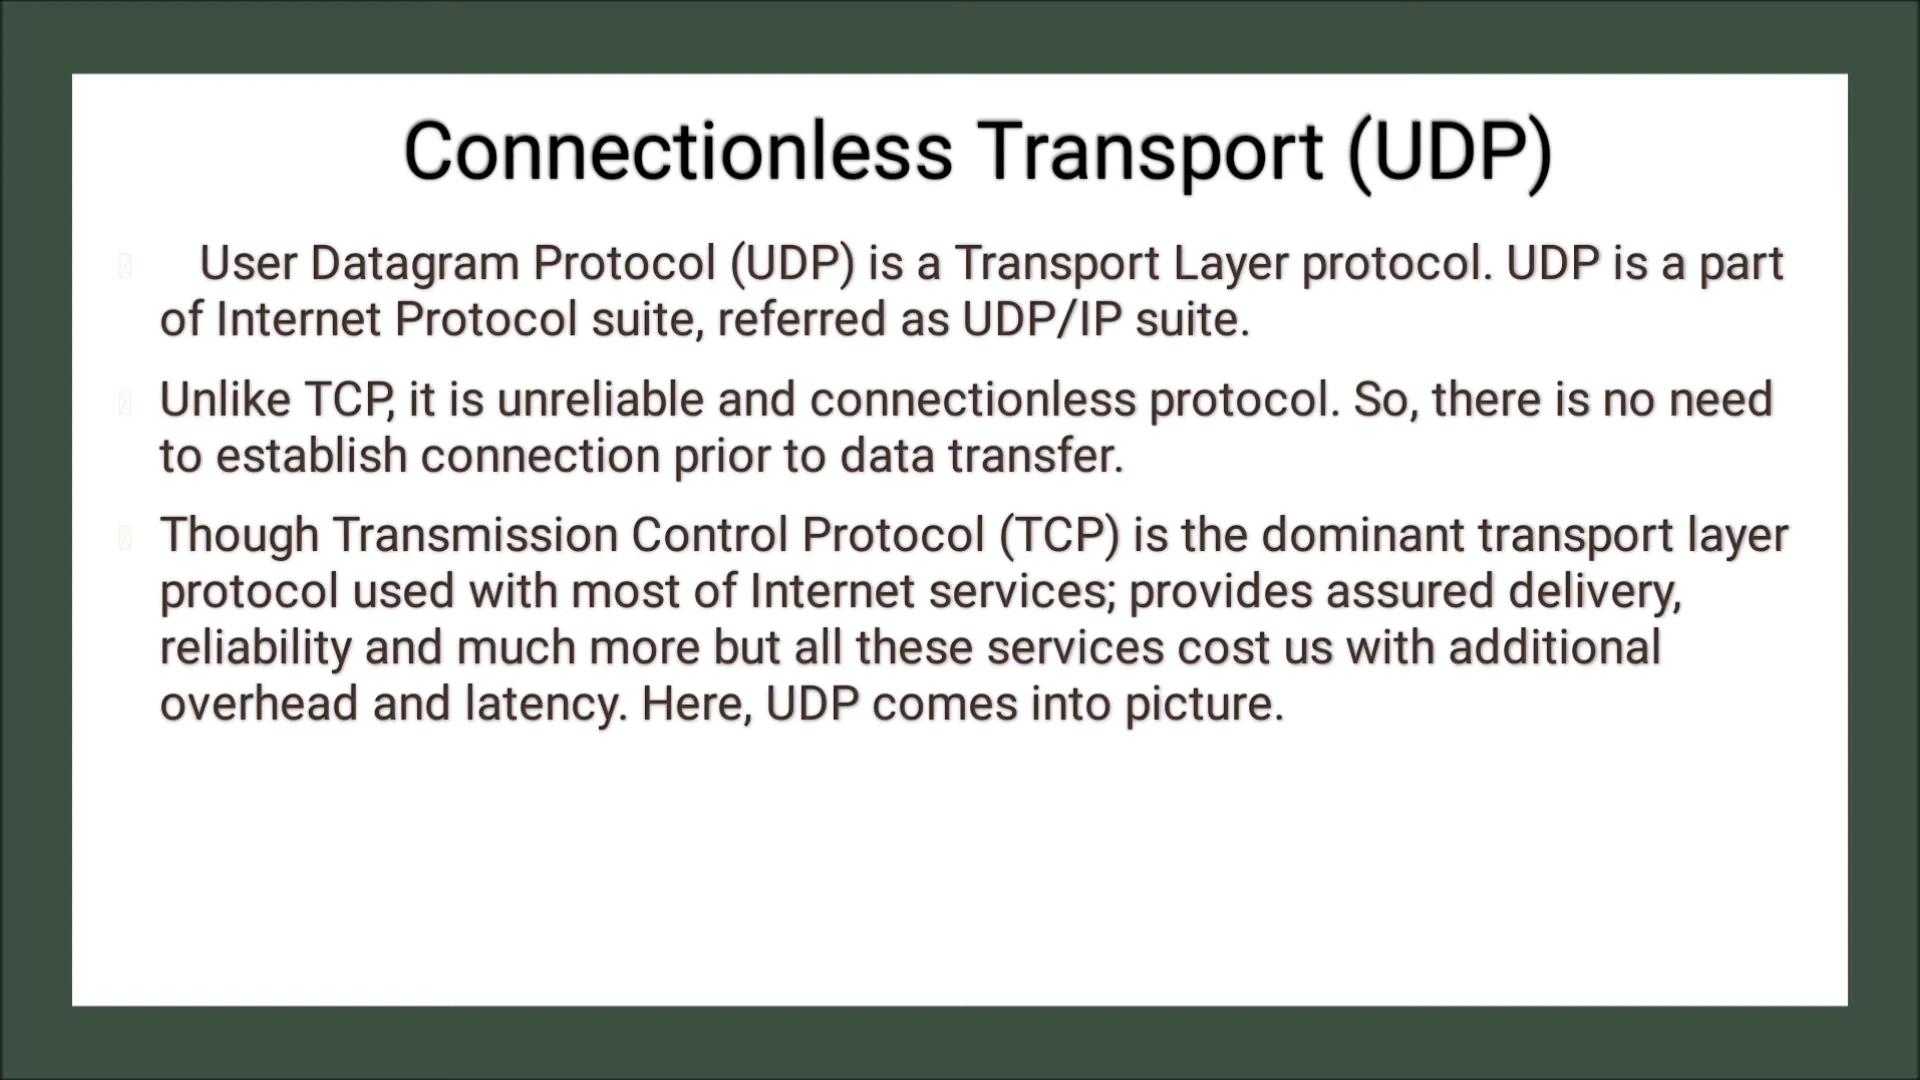 Connectionless Transport (UDP)
User Datagram Protocol (UDP) is a Transport Layer protocol. UDP is a part
of Internet Protocol suite, referred as UDP/IP suite.
Unlike TCP, it is unreliable and connectionless protocol. So, there is no need
to establish connection prior to data transfer.
Though Transmission Control Protocol (TCP) is the dominant transport layer
protocol used with most of Internet services; provides assured delivery,
reliability and much more but all these services cost us with additional
overhead and latency. Here, UDP comes into picture.